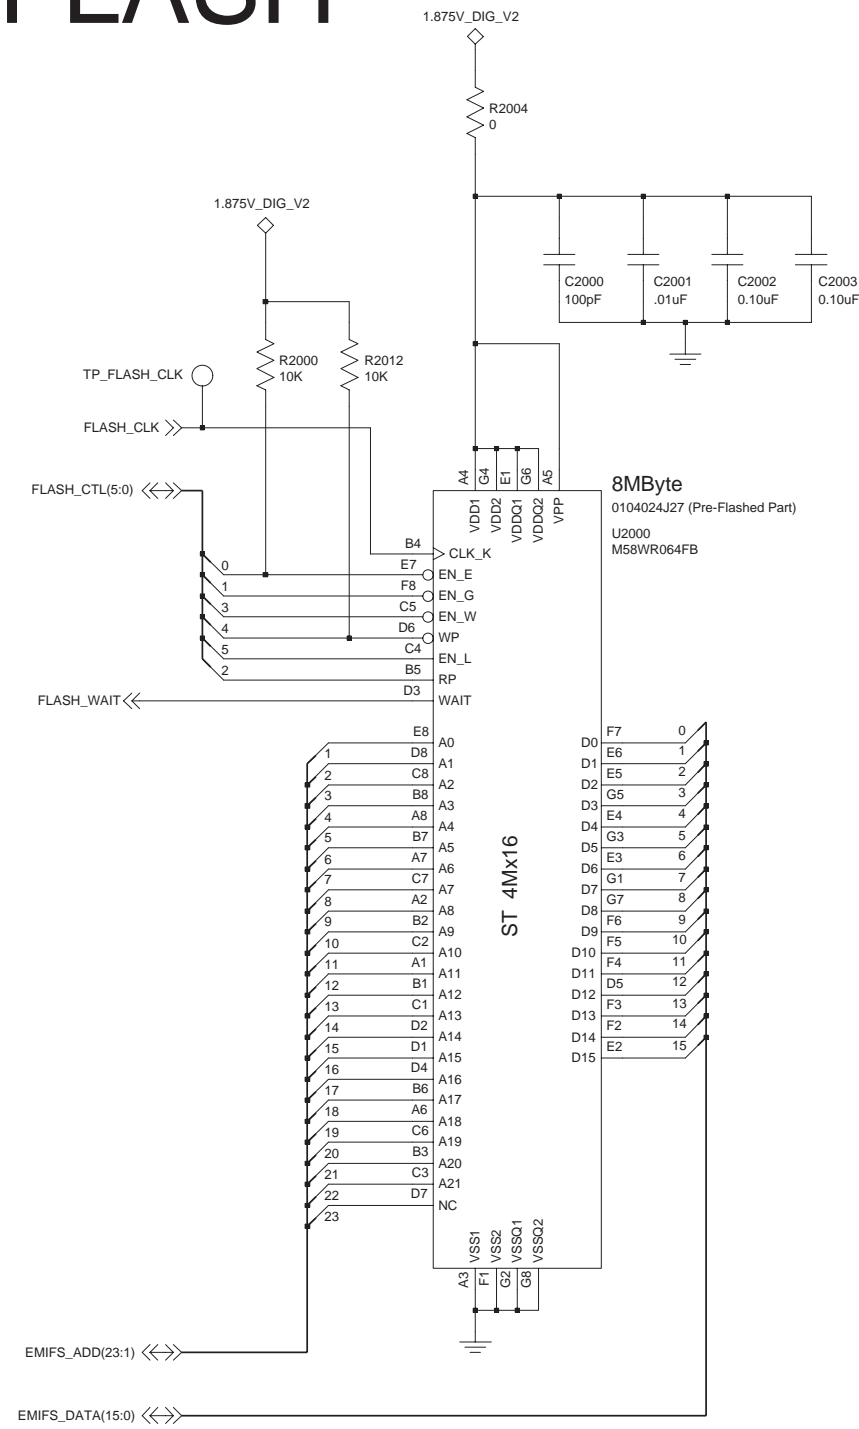 FLASH
1.875V_DIG_V2
R2004
0
1.875V_DIG_V2
C2000
100pF
C2001
.01uF
C2002
0.10uF
C2003
0.10uF
R2000
10K
R2012
10K
TP_FLASH_CLK
FLASH_CLK
FLASH_CTL(5:0)
A4 G4 E1 G6 A5
VDD1 VDD2 VDDQ1 VDDQ2 VPP
8MByte
0104024J27 (Pre-Flashed Part)
U2000
M58WR064FB
B4 CLK_K
0 E7 EN_E
1 F8 EN_G
3 C5 EN_W
4 D6 WP
5 C4 EN_L
2 B5 RP
FLASH_WAIT D3 WAIT
1 E8 A0
2 D8 A1
3 C8 A2
4 B8 A3
5 A8 A4
6 B7 A5
7 A7 A6
8 C7 A7
9 A2 A8
10 B2 A9
11 C2 A10
12 A1 A11
13 B1 A12
14 C1 A13
15 D2 A14
16 D1 A15
17 D4 A16
18 B6 A17
19 A6 A18
20 C6 A19
21 B3 A20
22 C3 A21
23 D7 NC
ST 4Mx16
D0 F7 0
D1 E6 1
D2 E5 2
D3 G5 3
D4 E4 4
D5 G3 5
D6 E3 6
D7 G1 7
D8 G7 8
D9 F6 9
D10 F5 10
D11 F4 11
D12 D5 12
D13 F3 13
D14 F2 14
D15 E2 15
VSS1 VSS2 VSSQ1 VSSQ2
A3 F1 G2 G8
EMIFS_ADD(23:1)
EMIFS_DATA(15:0)